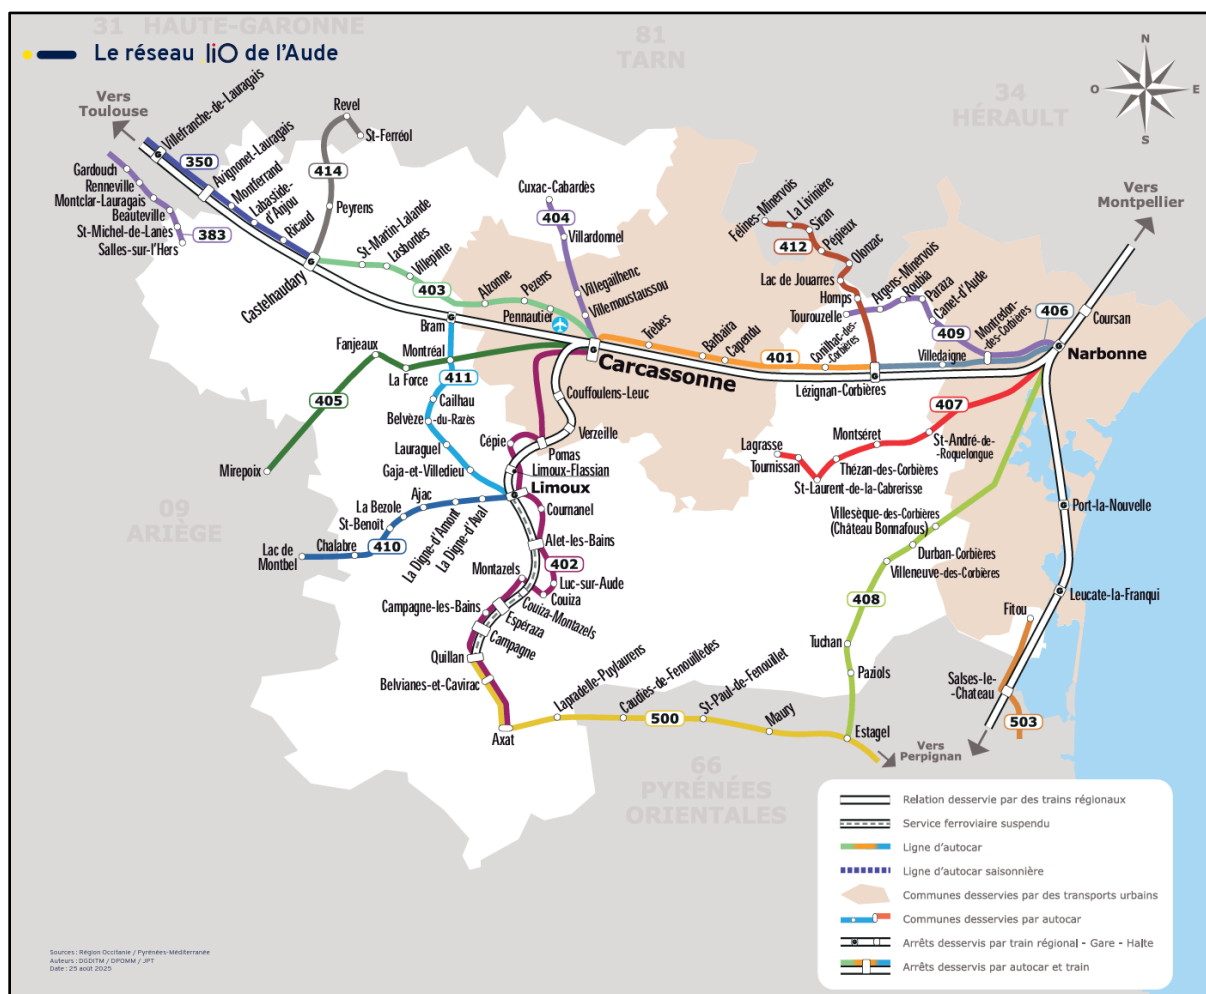 31 HAUTE-GARONNE
81
TARN
34
HÉRAULT
09
ARIÈGE
66
PYRÉNÉES
ORIENTALES
Le réseau liO de l'Aude
N
O
E
S
Vers
Toulouse
Villefranche-de-Lauragais
350
Avignonet-Lauragais
Montferrand
Labastide-
d'Anjou
Ricaud
Castelnaudary
Gardouch
Renneville
Montclar-Lauragais
Beauteville
St-Michel-de-Lanès
Salles-sur-l'Hers
383
Revel
St-Ferréol
414
Peyrens
St-Martin-Lalande
Lasbordes
Villepinte
403
Alzonne
Pezens
Pennautier
Bram
Cuxac-Cabardès
404
Villardonnel
Villegailhenc
Villemoustaussou
Carcassonne
Trèbes
Barbaira
Capendu
401
Conilhac-des-
Corbières
Lézignan-Corbières
Felines-Minervois
La Livinière
Siran
412
Pepieux
Olonzac
Lac de Jouarres
Homps
Tourouzelle
Argens-Minervois
Roubia
Paraza
Canet-d'Aude
409
Montredon-
des-Corbières
406
Villedaigne
Narbonne
Coursan
Vers
Montpellier
Fanjeaux
Montréal
La Force
411
405
Mirepoix
Cailhau
Belvèze-du-Razès
Lauraguel
Gaja-et-Villedieu
Couffoulens-Leuc
Verzeille
Cépie
Pomas
Limoux-Flassian
Limoux
Ajac
La Bezole
St-Benoit
Chalabre
Lac de
Montbel
410
La Digne-d'Amont
La Digne-d'Aval
Cournanel
Alet-les-Bains
402
Montazels
Luc-sur-Aude
Couiza
Couiza-Montazels
Campagne-les-Bains
Espéraza
Campagne
Quillan
Belvianes-et-Cavirac
Axat
407
Lagrasse
Tournissan
Montséret
St-André-de-
-Roquelongue
Thézan-des-Corbières
St-Laurent-de-la-Cabrerisse
Villesèque-des-Corbières
(Château Bonnafous)
Durban-Corbières
Villeneuve-des-Corbières
408
Tuchan
Paziols
Estagel
Lapradelle-Puylaurens
Caudiès-de-Fenouillèdes
500
St-Paul-de-Fenouillet
Maury
Port-la-Nouvelle
Leucate-la-Franqui
Fitou
Salses-le-
-Chateau
503
Vers
Perpignan
Relation desservie par des trains régionaux
Service ferroviaire suspendu
Ligne d'autocar
Ligne d'autocar saisonnière
Communes desservies par des transports urbains
Communes desservies par autocar
Arrêts desservis par train régional - Gare - Halte
Arrêts desservis par autocar et train
Sources : Région Occitanie / Pyrénées-Méditerranée
Auteurs : DGDITM / DPOMM / JPT
Date : 25 août 2025